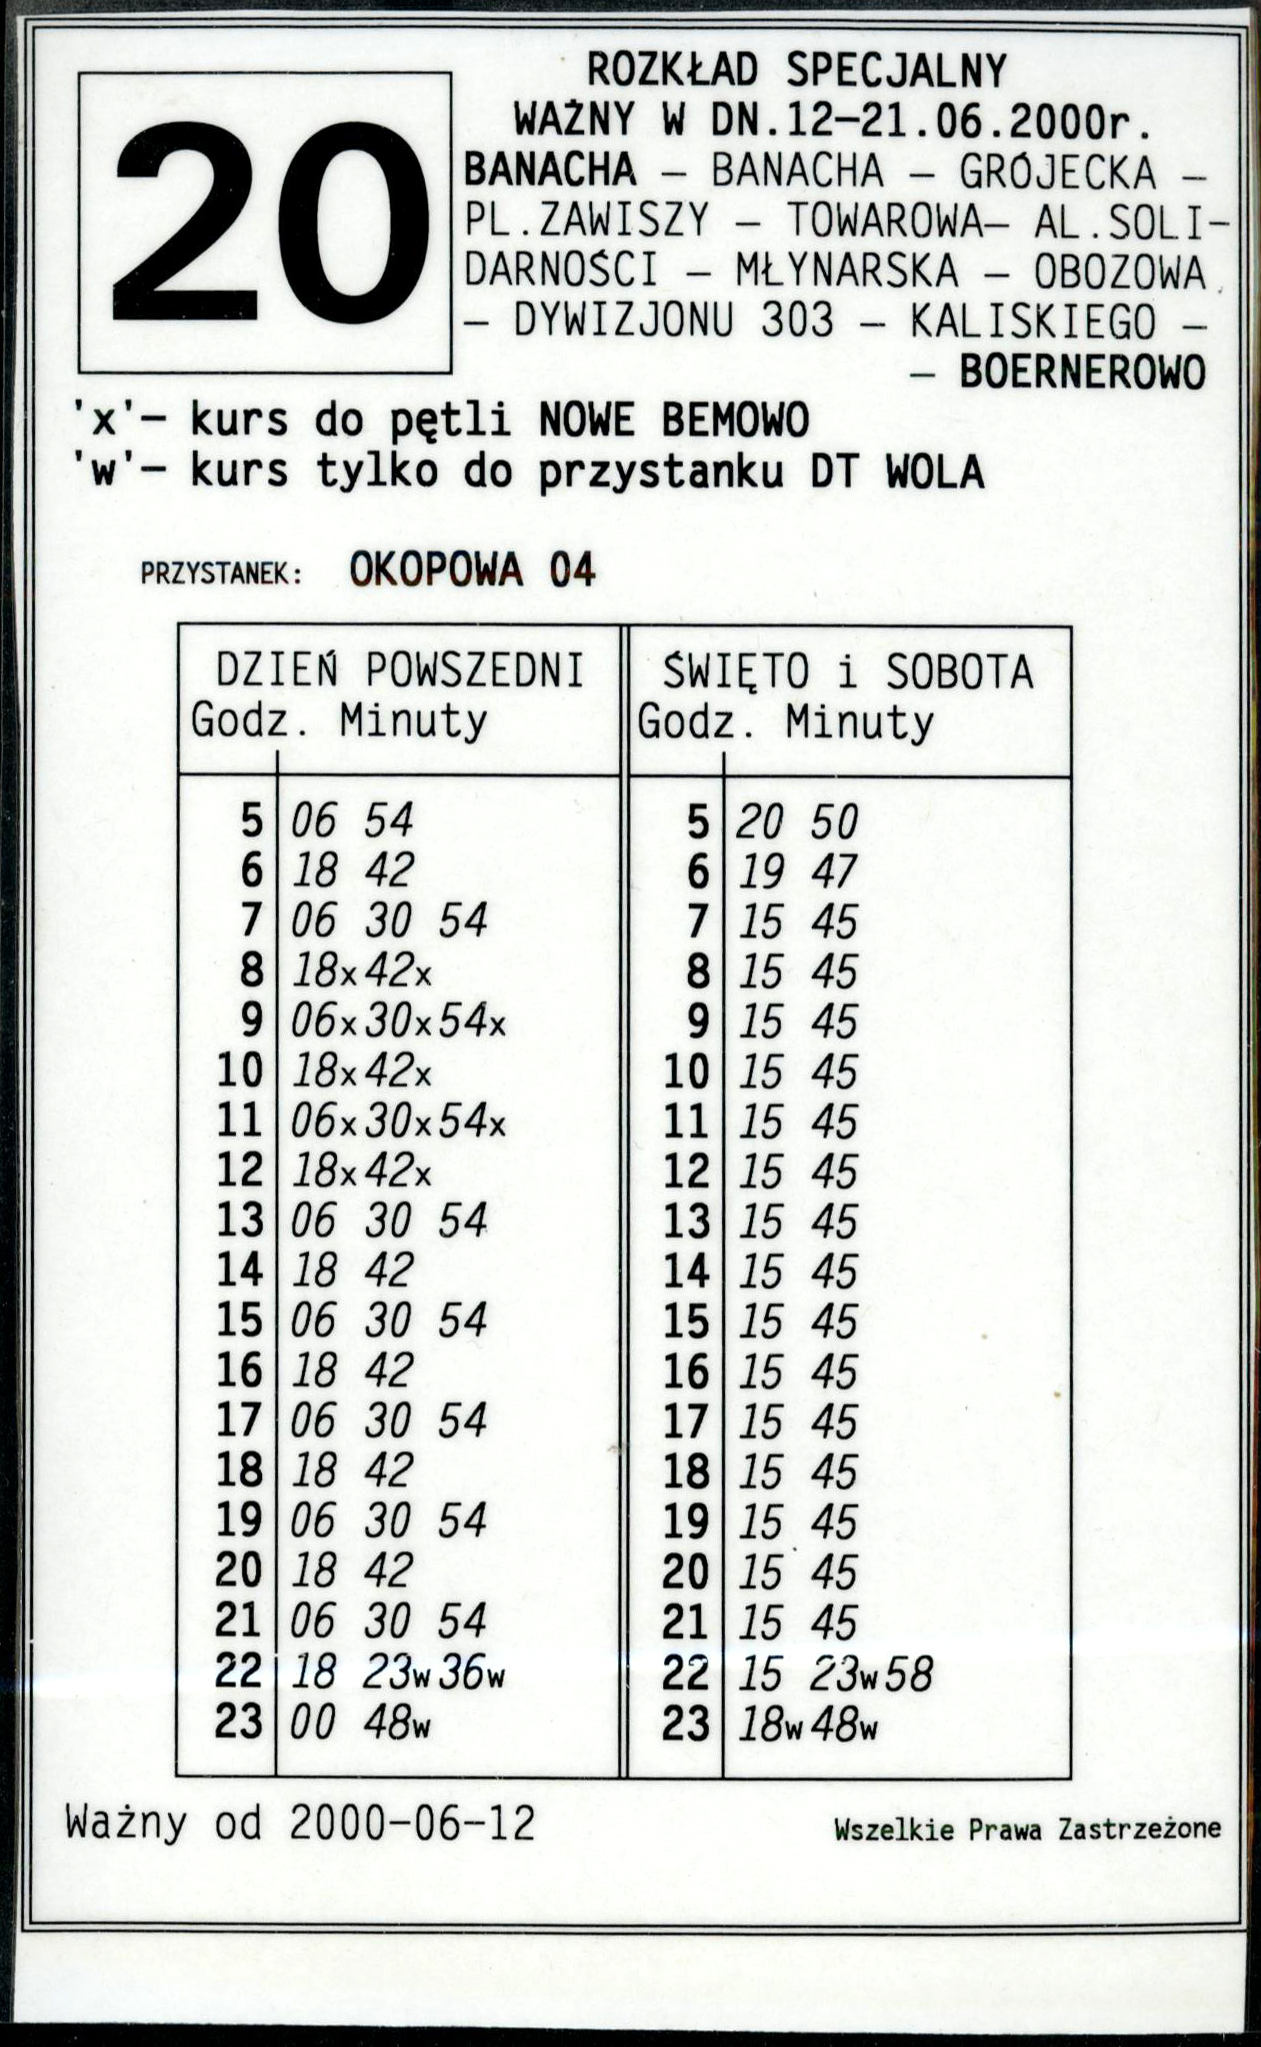 20
ROZKŁAD SPECJALNY
WAŻNY W DN.12–21.06.2000r.
BANACHA – BANACHA – GRÓJECKA –
PL.ZAWISZY – TOWAROWA– AL.SOLI–
DARNOŚCI – MŁYNARSKA – OBOZOWA
– DYWIZJONU 303 – KALISKIEGO –
– BOERNEROWO
'x'– kurs do pętli NOWE BEMOWO
'w'– kurs tylko do przystanku DT WOLA
PRZYSTANEK: OKOPOWA 04
DZIEŃ POWSZEDNI ŚWIĘTO i SOBOTA
Godz. Minuty Godz. Minuty
5 06 54 5 20 50
6 18 42 6 19 47
7 06 30 54 7 15 45
8 18x42x 8 15 45
9 06x30x54x 9 15 45
10 18x42x 10 15 45
11 06x30x54x 11 15 45
12 18x42x 12 15 45
13 06 30 54 13 15 45
14 18 42 14 15 45
15 06 30 54 15 15 45
16 18 42 16 15 45
17 06 30 54 17 15 45
18 18 42 18 15 45
19 06 30 54 19 15 45
20 18 42 20 15 45
21 06 30 54 21 15 45
22 18 23w36w 22 15 23w58
23 00 48w 23 18w48w
Ważny od 2000–06–12 Wszelkie Prawa Zastrzeżone